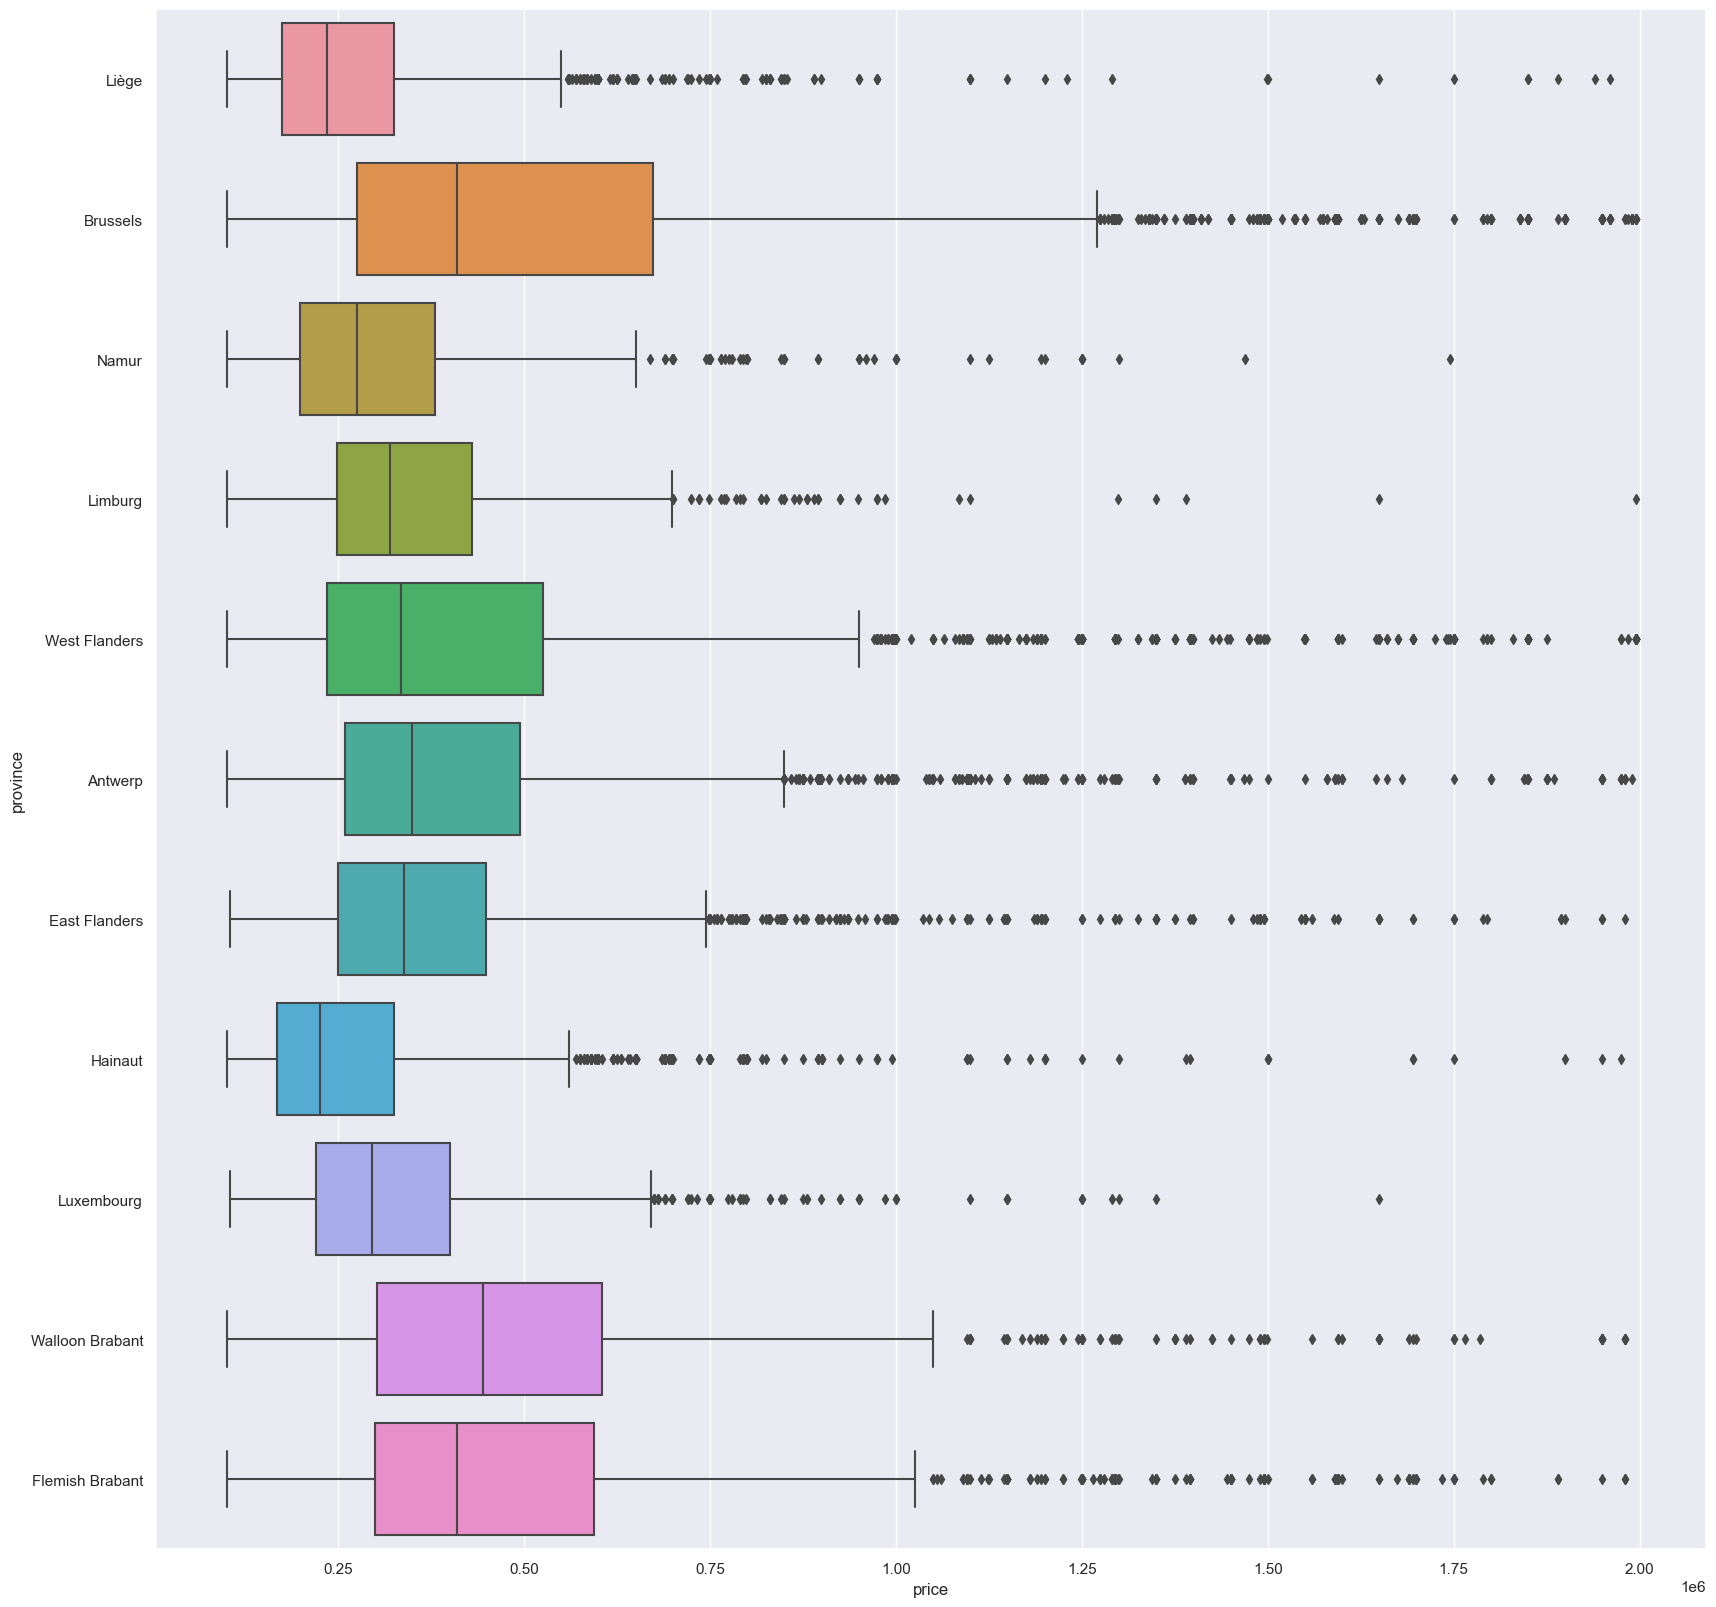 Liège
Brussels
Namur
Limburg
West Flanders
Antwerp
East Flanders
Hainaut
Luxembourg
Walloon Brabant
Flemish Brabant
province
0.25 0.50 0.75 1.00 1.25 1.50 1.75 2.00
price
1e6